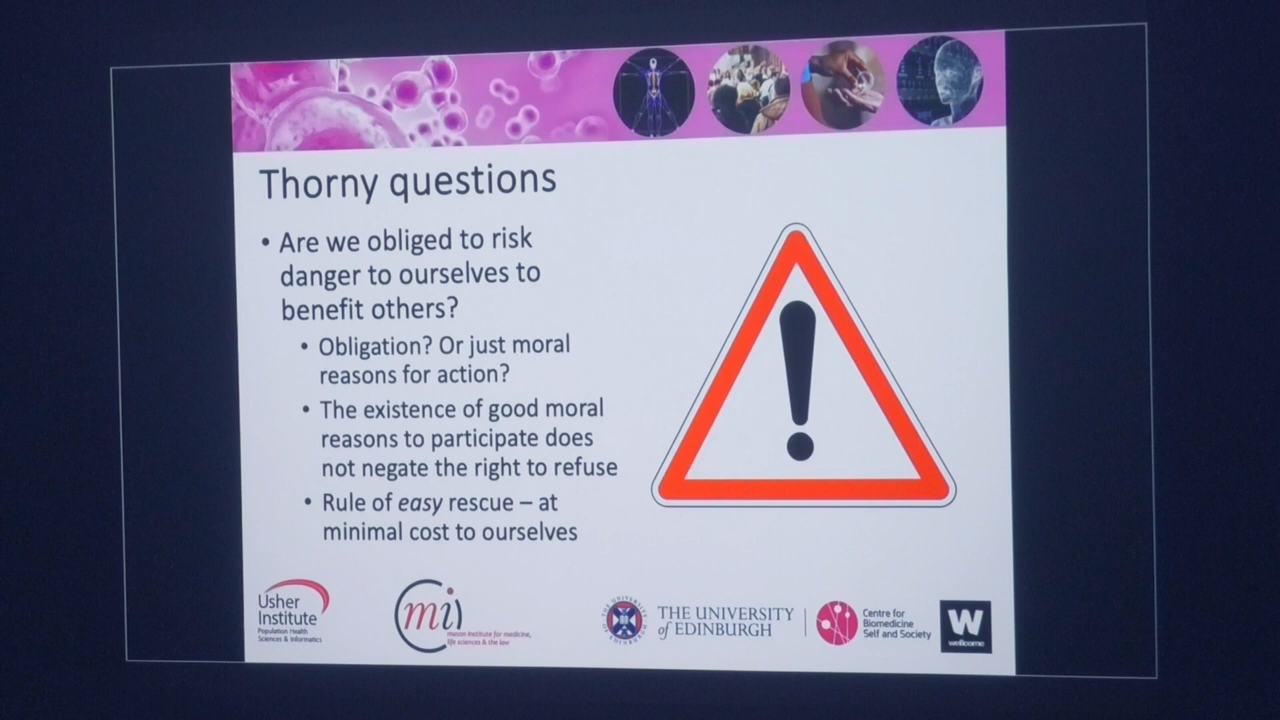 Thorny questions
• Are we obliged to risk
danger to ourselves to
benefit others?
• Obligation? Or just moral
reasons for action?
• The existence of good moral
reasons to participate does
not negate the right to refuse
• Rule of easy rescue – at
minimal cost to ourselves
Usher
Institute
Population Health
Sciences & Informatics
mi
mason institute for medicine,
life sciences & the law
THE UNIVERSITY
of EDINBURGH
Centre for
Biomedicine
Self and Society
W
wellcome